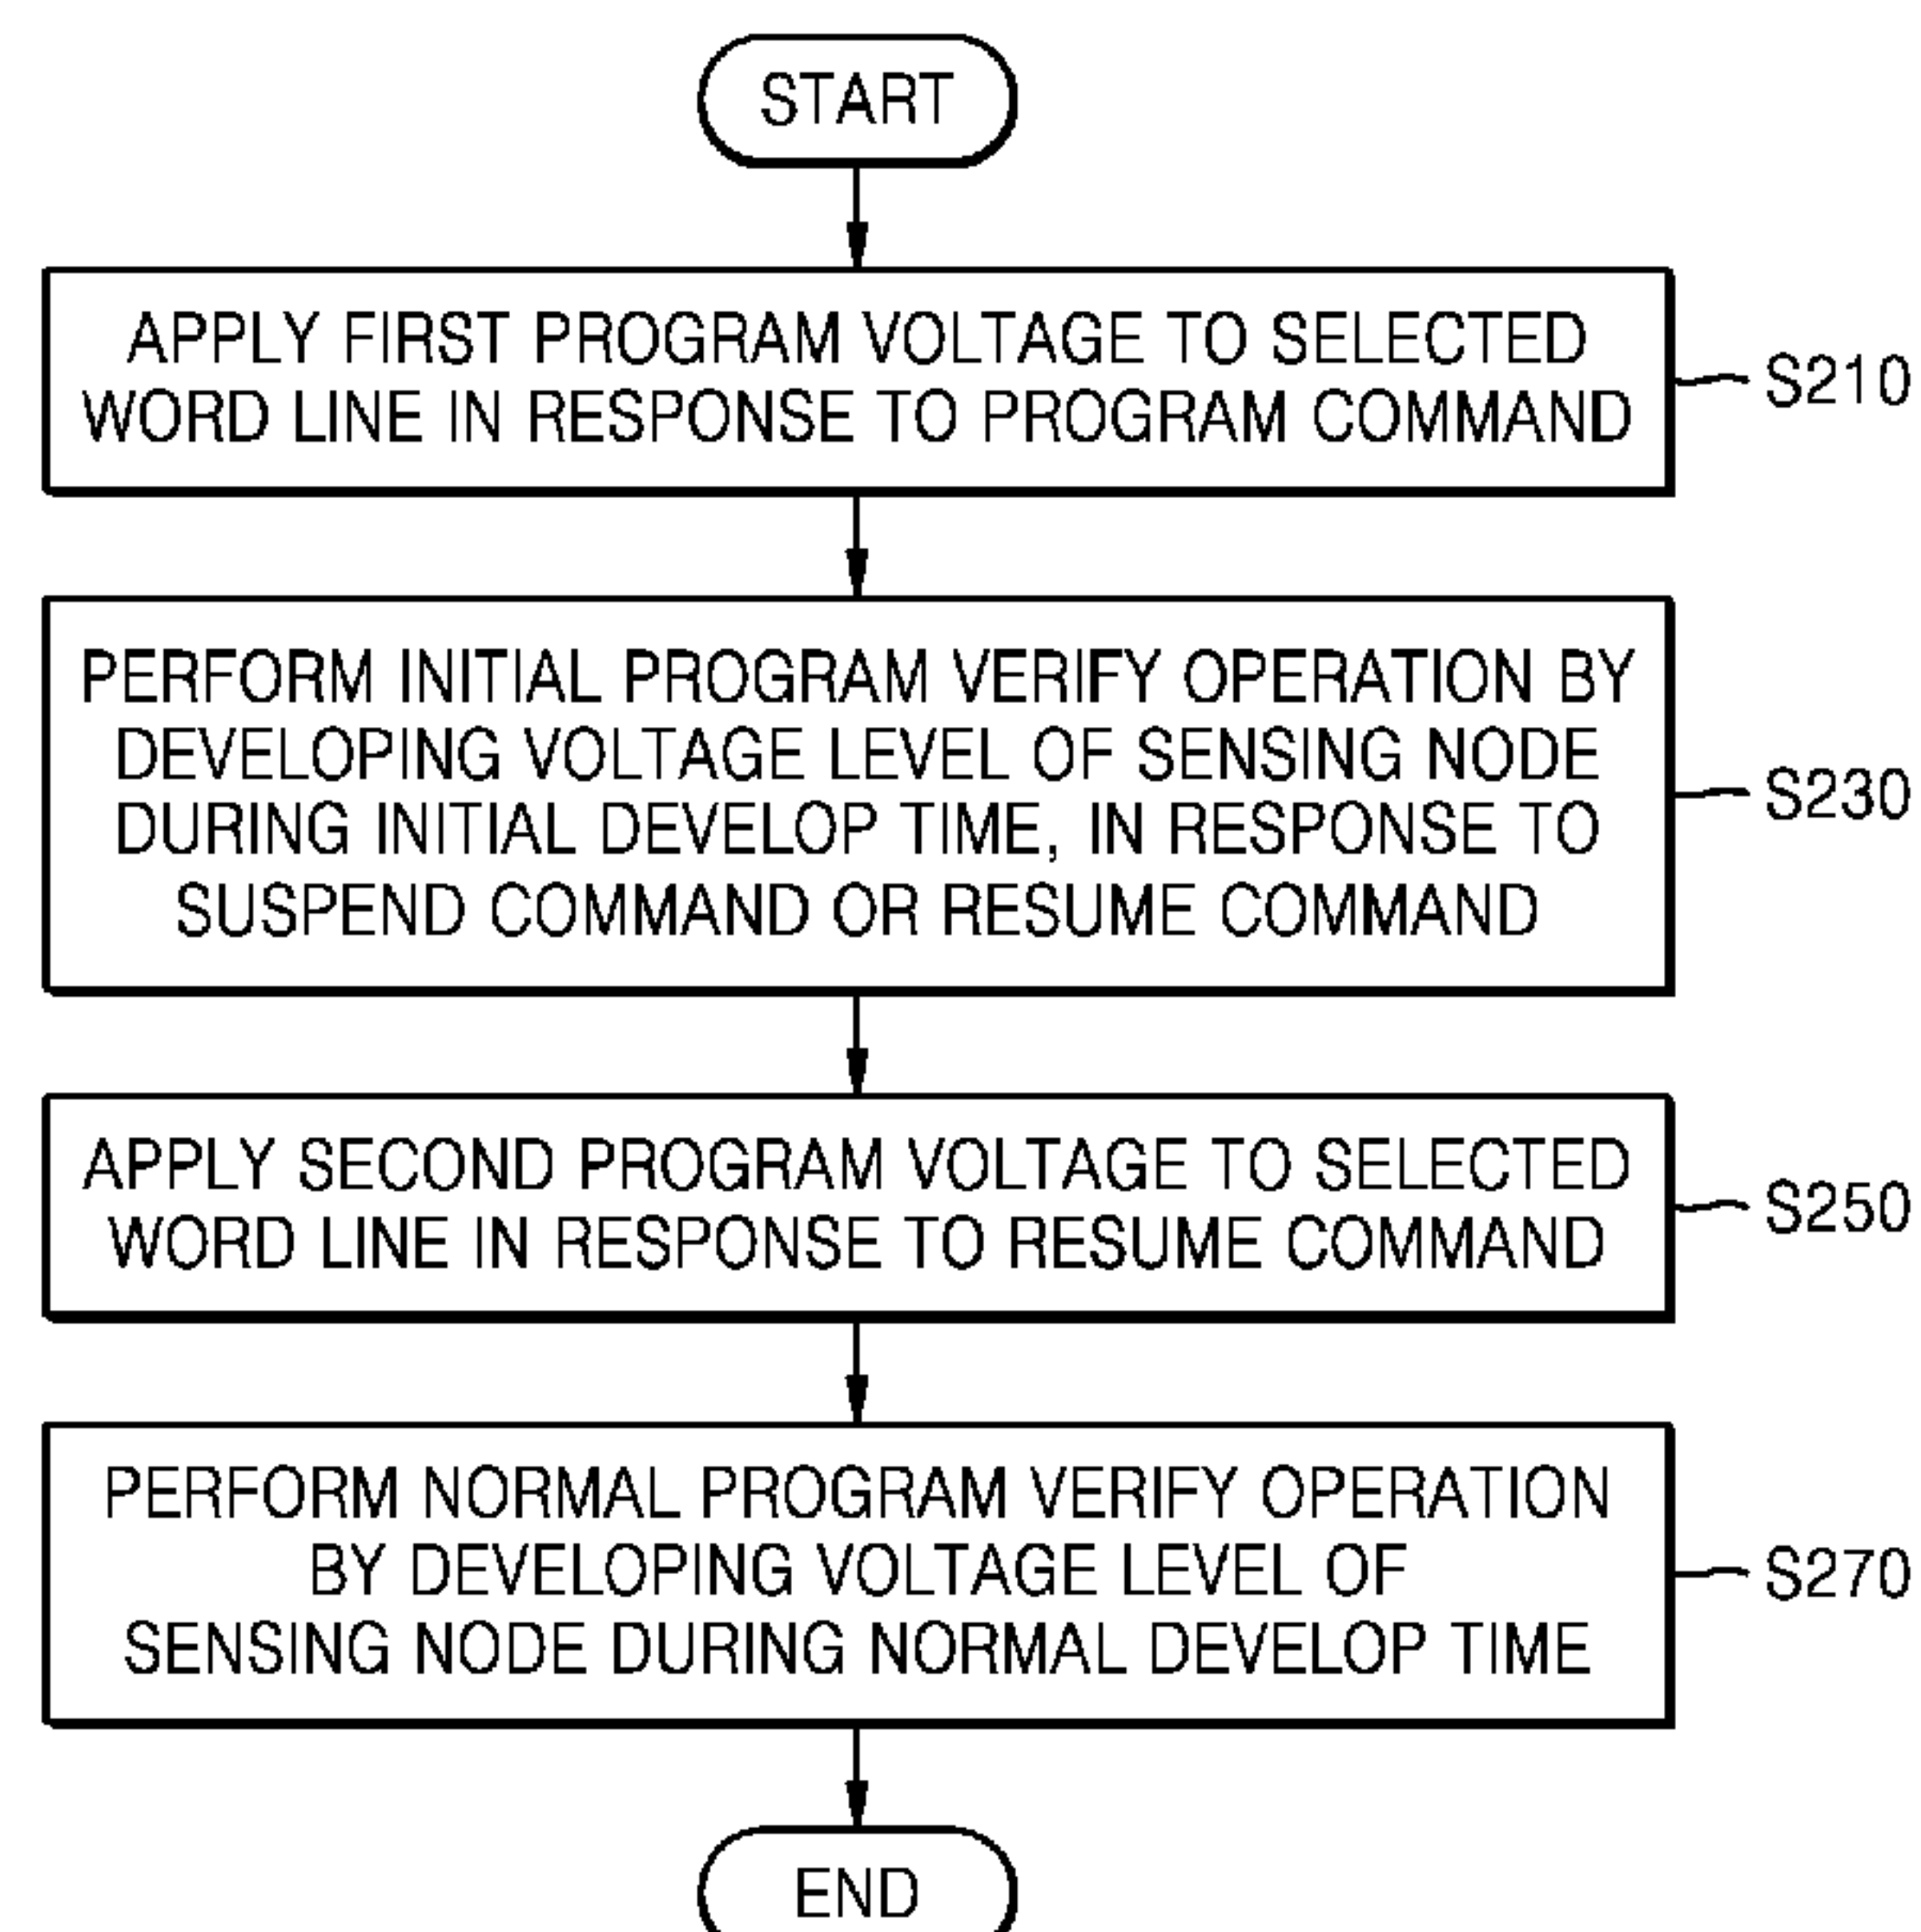 START
APPLY FIRST PROGRAM VOLTAGE TO SELECTED
WORD LINE IN RESPONSE TO PROGRAM COMMAND
S210
PERFORM INITIAL PROGRAM VERIFY OPERATION BY
DEVELOPING VOLTAGE LEVEL OF SENSING NODE
DURING INITIAL DEVELOP TIME, IN RESPONSE TO
SUSPEND COMMAND OR RESUME COMMAND
S230
APPLY SECOND PROGRAM VOLTAGE TO SELECTED
WORD LINE IN RESPONSE TO RESUME COMMAND
S250
PERFORM NORMAL PROGRAM VERIFY OPERATION
BY DEVELOPING VOLTAGE LEVEL OF
SENSING NODE DURING NORMAL DEVELOP TIME
S270
END